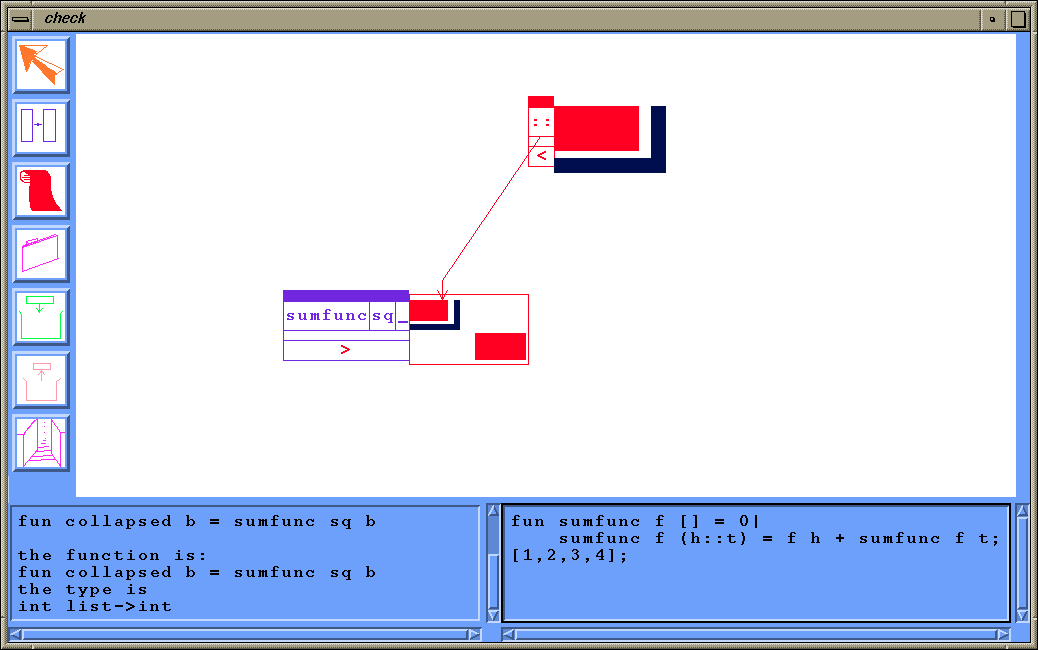 check
: :
<
sumfunc sq _
>
fun collapsed b = sumfunc sq b
the function is:
fun collapsed b = sumfunc sq b
the type is
int list->int
fun sumfunc f [] = 0|
sumfunc f (h::t) = f h + sumfunc f t;
[1,2,3,4];